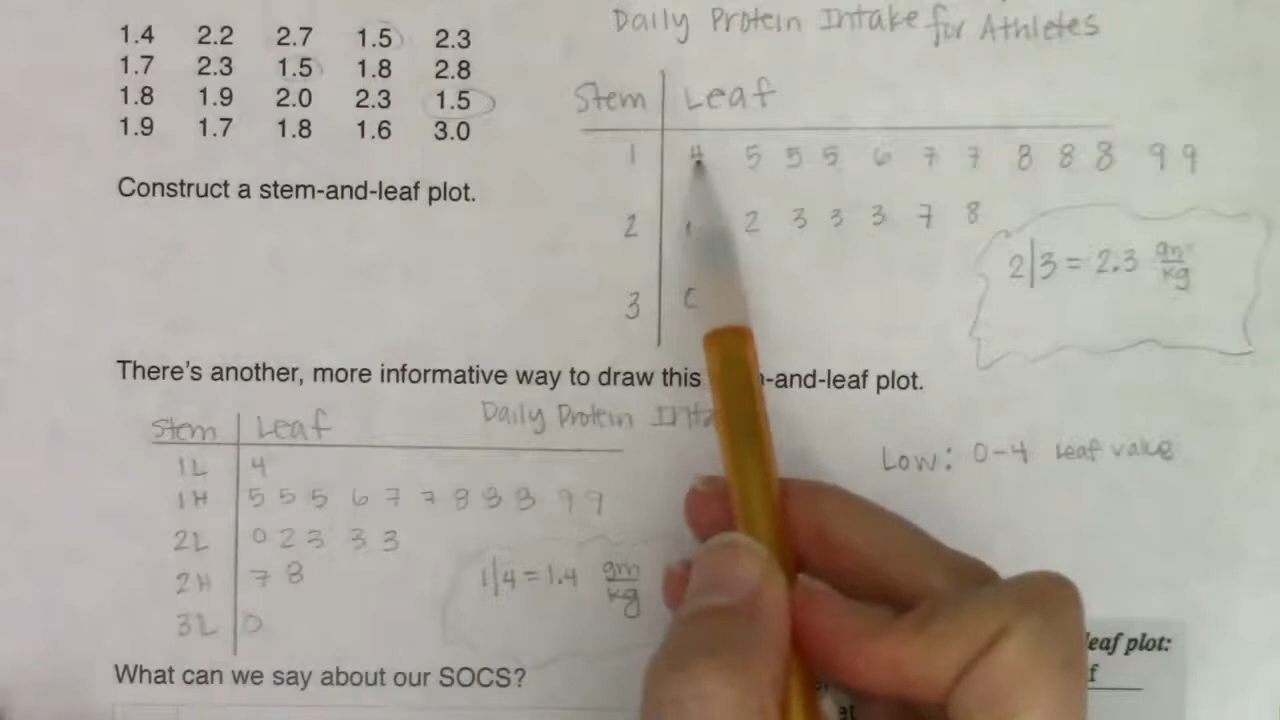 Daily Protein Intake for Athletes
1.4 2.2 2.7 1.5 2.3
1.7 2.3 1.5 1.8 2.8
1.8 1.9 2.0 2.3 1.5
1.9 1.7 1.8 1.6 3.0
Construct a stem-and-leaf plot.
Stem Leaf
1 4 5 5 5 6 7 7 8 8 8 9 9
2 2 3 3 3 7 8
3
2|3 = 2.3 gm/kg
There's another, more informative way to draw this -and-leaf plot.
Daily Protein
Stem Leaf
1L 4
1H 5 5 5 6 7 7 8 8 8 9 9
2L 0 2 3 3 3
2H 7 8
3L 0
1|4 = 1.4 gm/kg
Low: 0-4 leaf value
What can we say about our SOCS?
leaf plot: